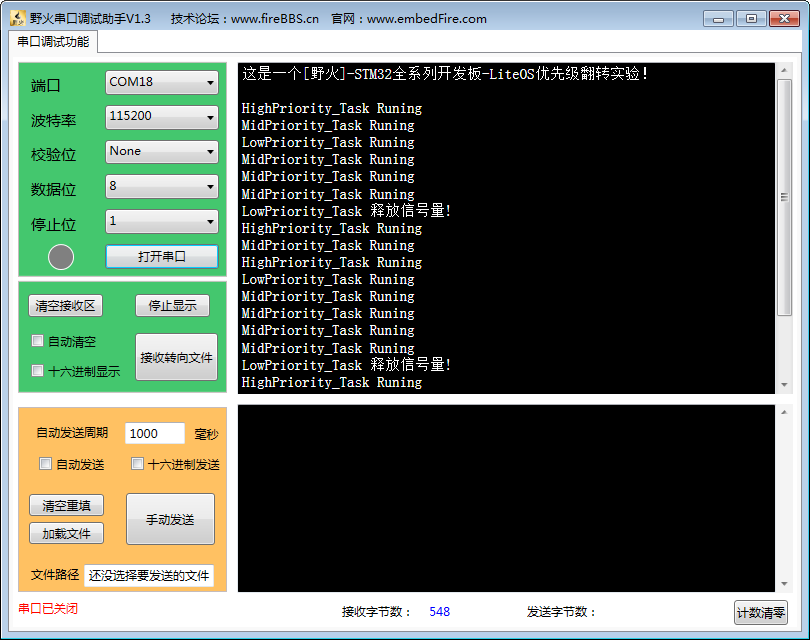 野火串口调试助手V1.3 技术论坛：www.fireBBS.cn 官网：www.embedFire.com
串口调试功能
端口 COM18
波特率 115200
校验位 None
数据位 8
停止位 1
打开串口
清空接收区 停止显示
自动清空
接收转向文件
十六进制显示
这是一个[野火]-STM32全系列开发板-LiteOS优先级翻转实验!
HighPriority_Task Runing
MidPriority_Task Runing
LowPriority_Task Runing
MidPriority_Task Runing
MidPriority_Task Runing
MidPriority_Task Runing
LowPriority_Task 释放信号量!
HighPriority_Task Runing
MidPriority_Task Runing
HighPriority_Task Runing
LowPriority_Task Runing
MidPriority_Task Runing
MidPriority_Task Runing
MidPriority_Task Runing
MidPriority_Task Runing
LowPriority_Task 释放信号量!
HighPriority_Task Runing
自动发送周期 1000 毫秒
自动发送 十六进制发送
清空重填
手动发送
加载文件
文件路径 还没选择要发送的文件
串口已关闭 接收字节数： 548 发送字节数： 计数清零